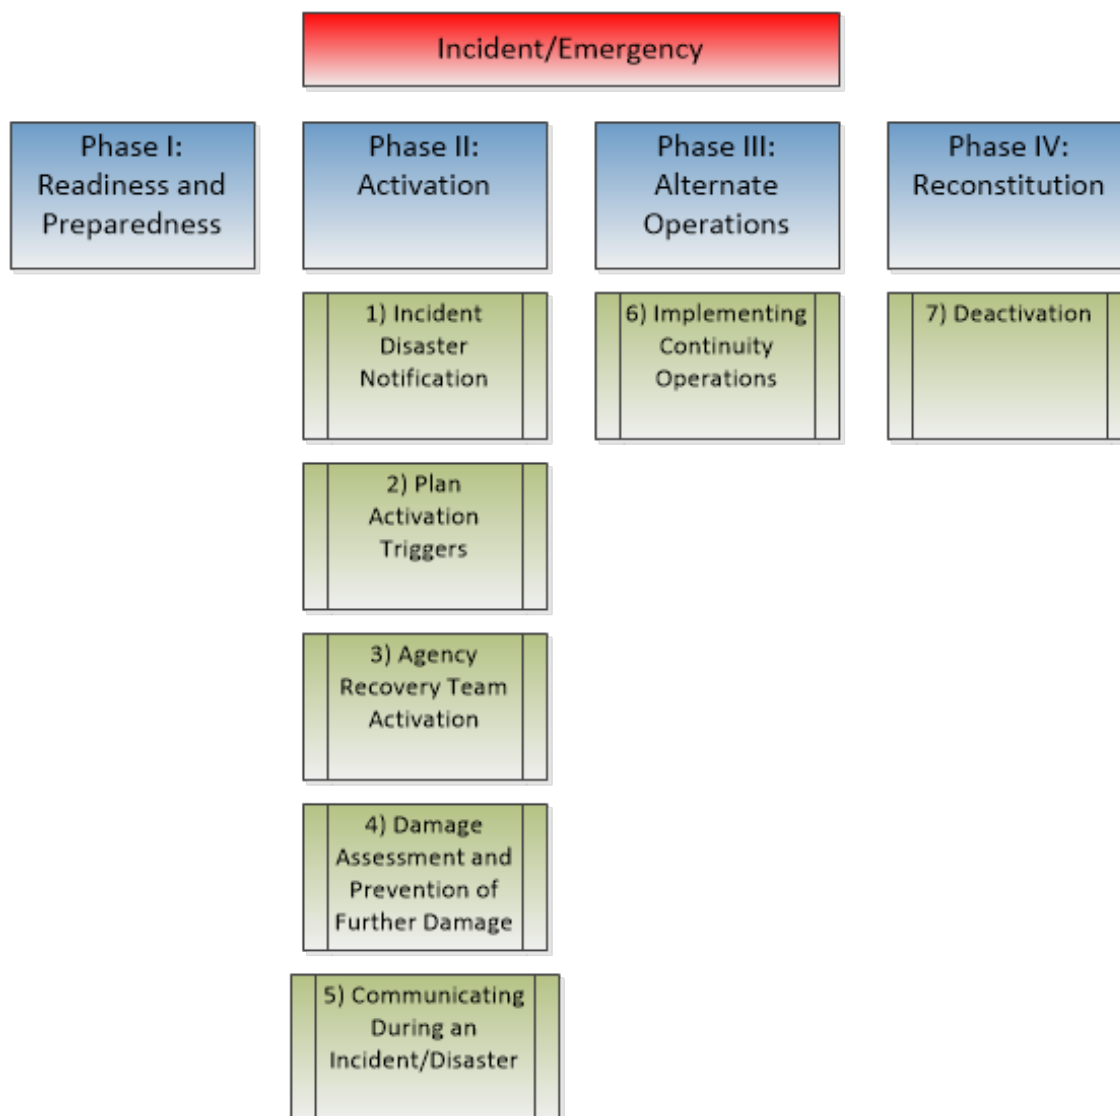 Incident/Emergency
Phase I:
Readiness and
Preparedness
Phase II:
Activation
Phase III:
Alternate
Operations
Phase IV:
Reconstitution
1) Incident
Disaster
Notification
6) Implementing
Continuity
Operations
7) Deactivation
2) Plan
Activation
Triggers
3) Agency
Recovery Team
Activation
4) Damage
Assessment and
Prevention of
Further Damage
5) Communicating
During an
Incident/Disaster